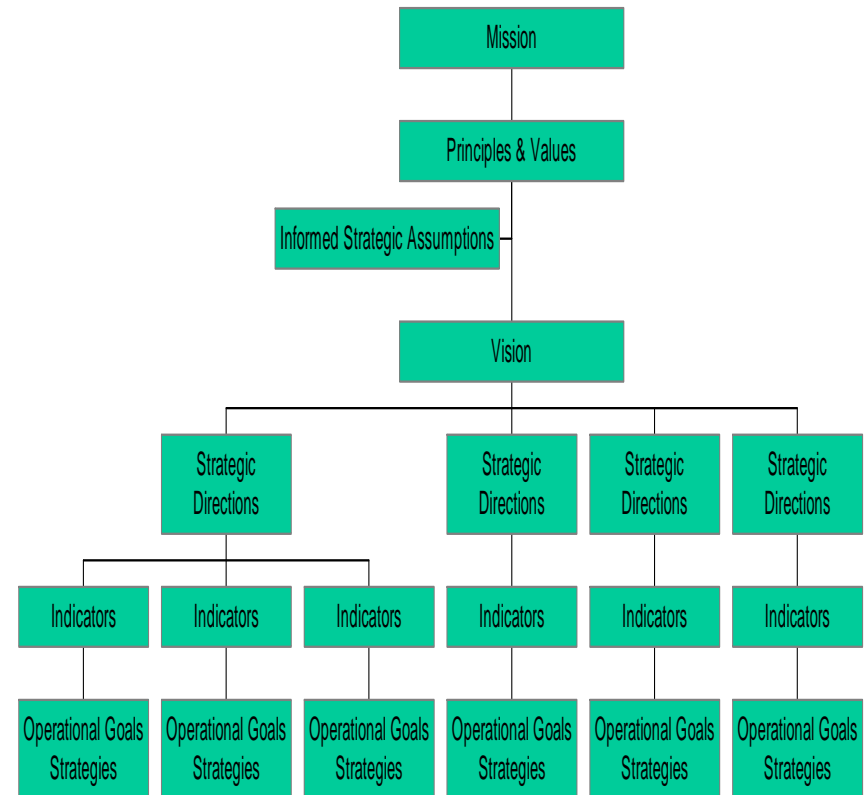 Mission
Principles & Values
Informed Strategic Assumptions
Vision
Strategic
Directions
Strategic
Directions
Strategic
Directions
Strategic
Directions
Indicators
Indicators
Indicators
Indicators
Indicators
Indicators
Operational Goals
Strategies
Operational Goals
Strategies
Operational Goals
Strategies
Operational Goals
Strategies
Operational Goals
Strategies
Operational Goals
Strategies